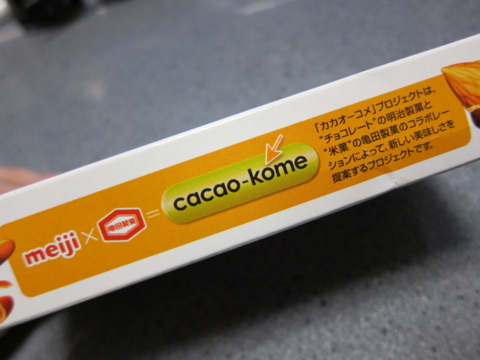 meiji×亀田製菓=cacao-kome
「カカオーコメ」プロジェクトは、
"チョコレート"の明治製菓と
"米菓"の亀田製菓のコラボレー
ションによって、新しい美味しさを
提案するプロジェクトです。